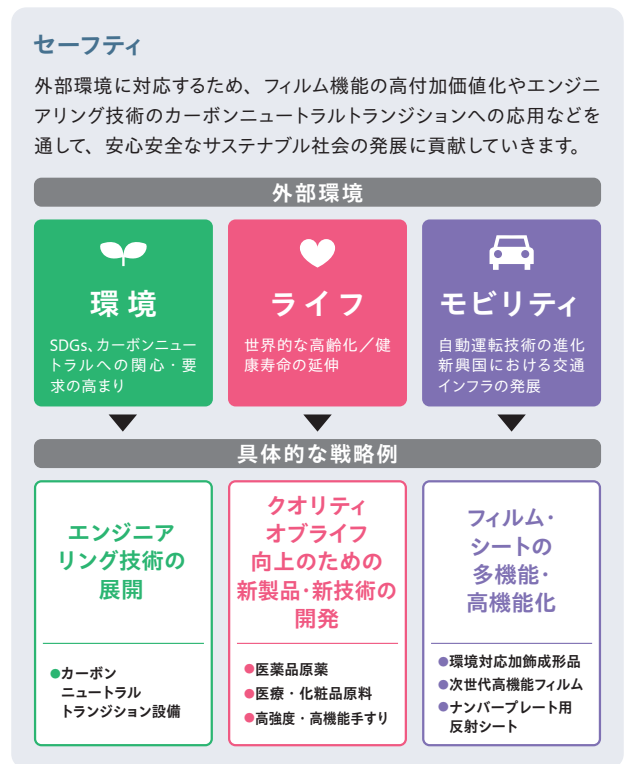 セーフティ
外部環境に対応するため、フィルム機能の高付加価値化やエンジニ
アリング技術のカーボンニュートラルトランジションへの応用などを
通して、安心安全なサステナブル社会の発展に貢献していきます。
外部環境
環境
SDGs、カーボンニュー
トラルへの関心・要
求の高まり
ライフ
世界的な高齢化／健
康寿命の延伸
モビリティ
自動運転技術の進化
新興国における交通
インフラの発展
具体的な戦略例
エンジニア
リング技術の
展開
●カーボン
ニュートラル
トランジション設備
クオリティ
オブライフ
向上のための
新製品・新技術の
開発
●医薬品原薬
●医療・化粧品原料
●高強度・高機能手すり
フィルム・
シートの
多機能・
高機能化
●環境対応加飾成形品
●次世代高機能フィルム
●ナンバープレート用
反射シート